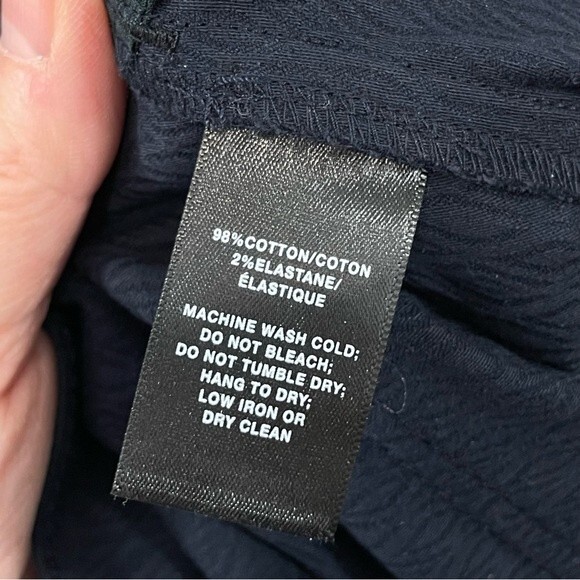 98%COTTON/COTON
2%ELASTANE/
ÉLASTIQUE
MACHINE WASH COLD;
DO NOT BLEACH;
DO NOT TUMBLE DRY;
HANG TO DRY;
LOW IRON OR
DRY CLEAN